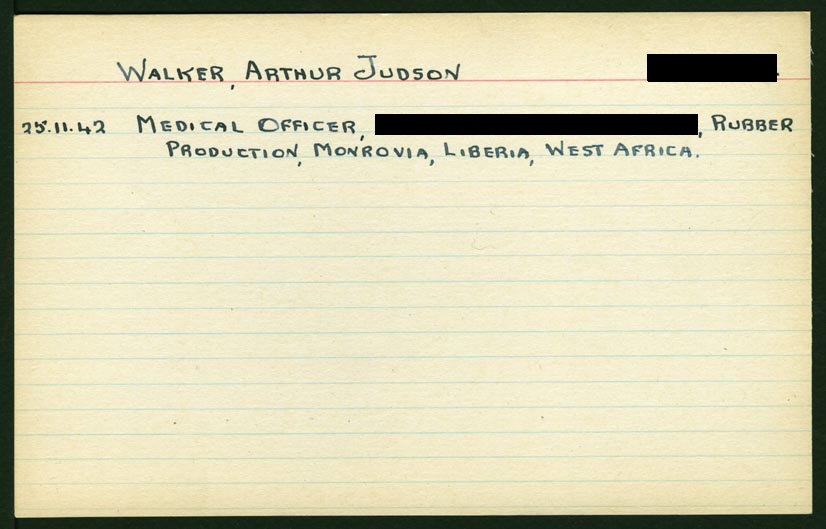 WALKER, ARTHUR JUDSON
25.11.42 MEDICAL OFFICER, , RUBBER
PRODUCTION, MONROVIA, LIBERIA, WEST AFRICA.